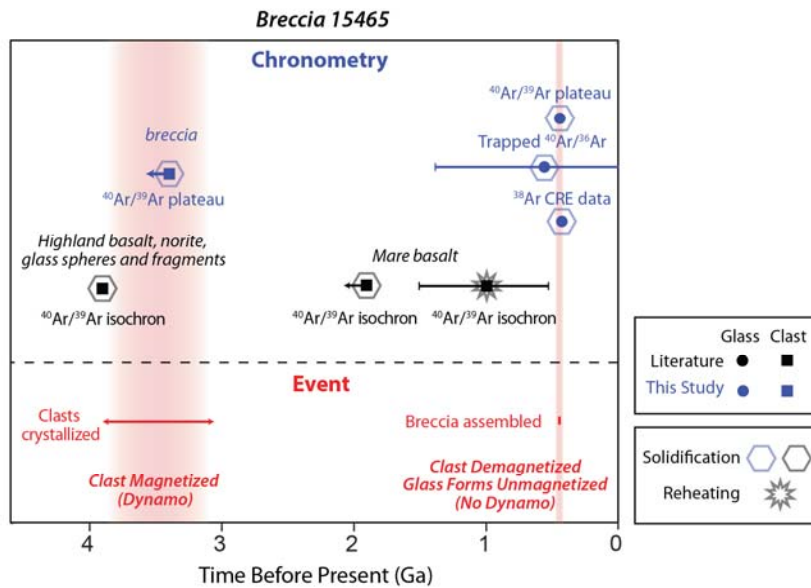 Breccia 15465
Chronometry
⁴⁰Ar/³⁹Ar plateau
breccia
Trapped ⁴⁰Ar/³⁶Ar
⁴⁰Ar/³⁹Ar plateau
³⁸Ar CRE data
Highland basalt, norite,
glass spheres and fragments
Mare basalt
⁴⁰Ar/³⁹Ar isochron
⁴⁰Ar/³⁹Ar isochron
⁴⁰Ar/³⁹Ar isochron
Event
Clasts
crystallized
Breccia assembled
Clast Magnetized
(Dynamo)
Clast Demagnetized
Glass Forms Unmagnetized
(No Dynamo)
4 3 2 1 0
Time Before Present (Ga)
Glass Clast
Literature
This Study
Solidification
Reheating